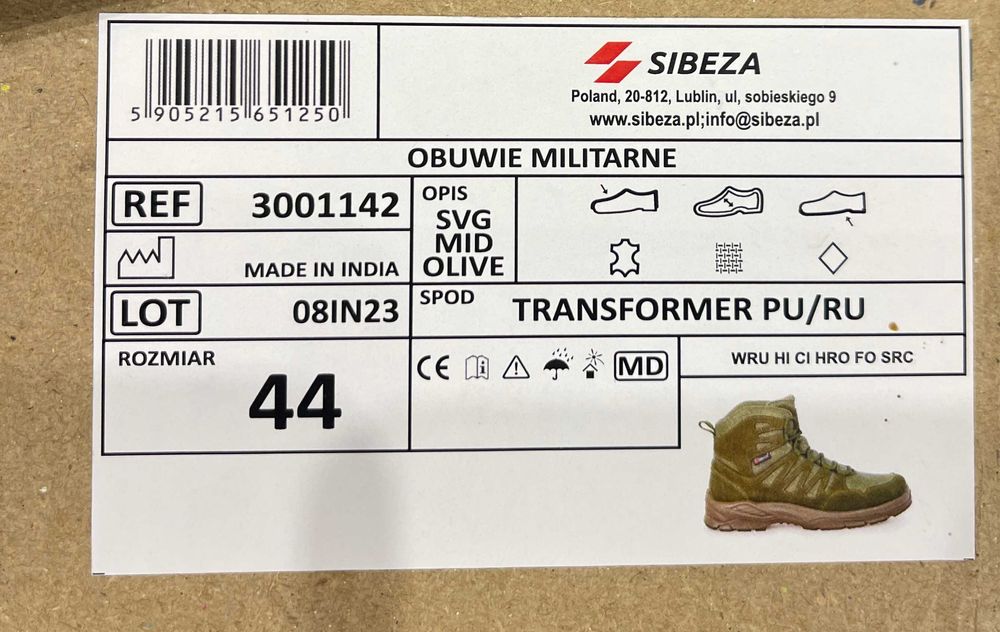 5 905215 651250
SIBEZA
Poland, 20-812, Lublin, ul, sobieskiego 9
www.sibeza.pl;info@sibeza.pl
OBUWIE MILITARNE
REF 3001142
MADE IN INDIA
LOT 08IN23
ROZMIAR
44
OPIS
SVG
MID
OLIVE
SPOD TRANSFORMER PU/RU
CE i ! MD
WRU HI CI HRO FO SRC